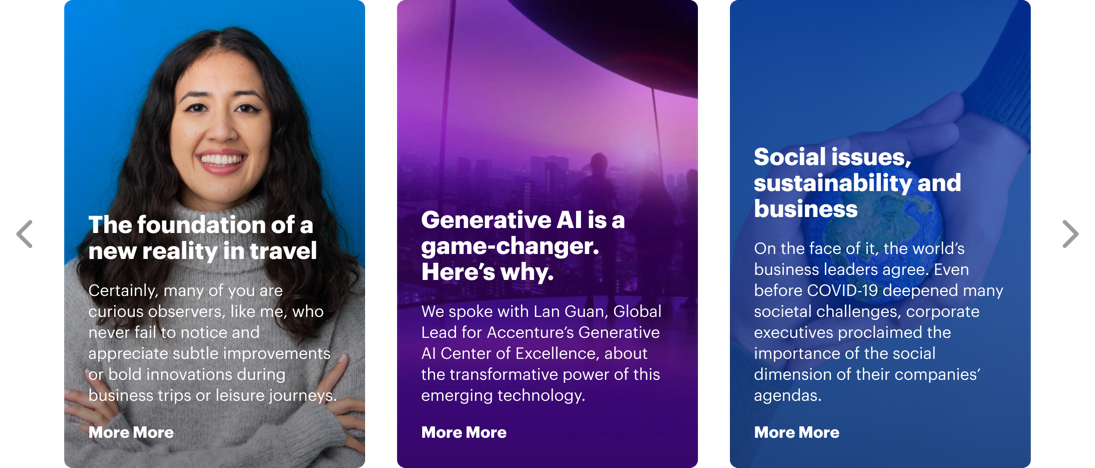 The foundation of a
new reality in travel
Certainly, many of you are
curious observers, like me, who
never fail to notice and
appreciate subtle improvements
or bold innovations during
business trips or leisure journeys.
More More
Generative AI is a
game-changer.
Here’s why.
We spoke with Lan Guan, Global
Lead for Accenture’s Generative
AI Center of Excellence, about
the transformative power of this
emerging technology.
More More
Social issues,
sustainability and
business
On the face of it, the world’s
business leaders agree. Even
before COVID-19 deepened many
societal challenges, corporate
executives proclaimed the
importance of the social
dimension of their companies’
agendas.
More More